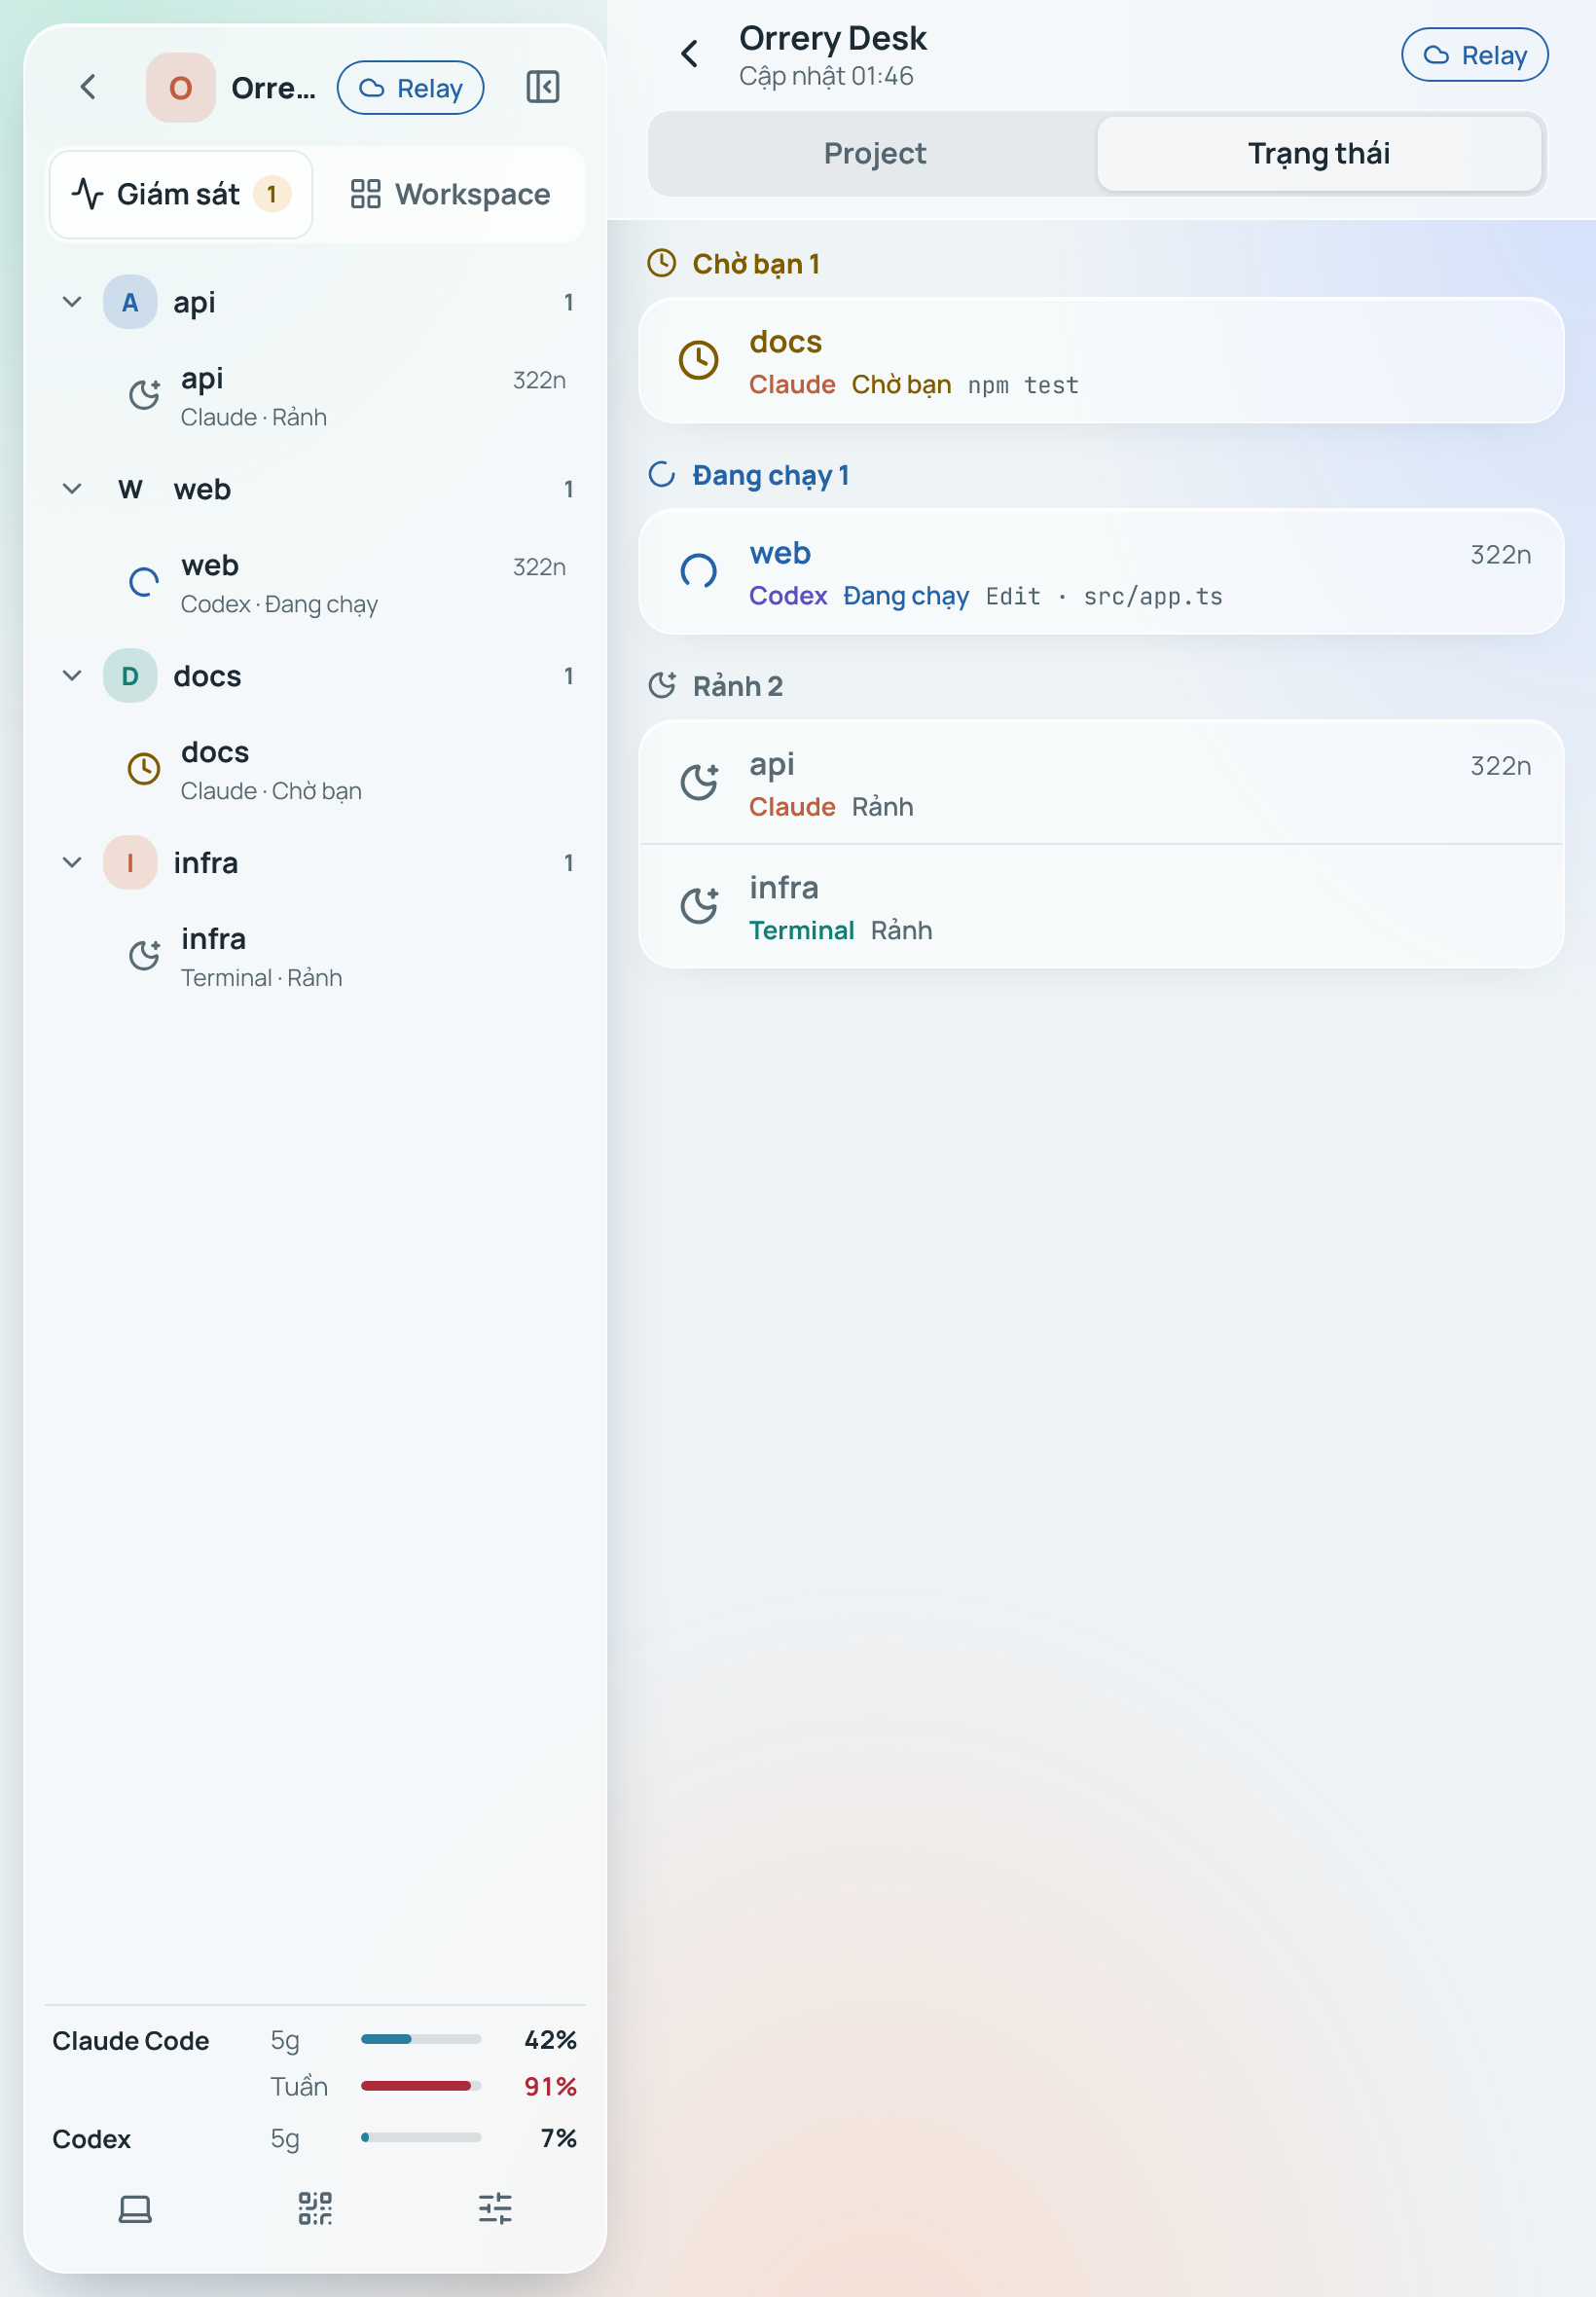 O Orre... Relay
Giám sát 1 Workspace
A api 1
api 322n
Claude · Rảnh
W web 1
web 322n
Codex · Đang chạy
D docs 1
docs
Claude · Chờ bạn
I infra 1
infra
Terminal · Rảnh
Claude Code 5g 42%
Tuần 91%
Codex 5g 7%
Orrery Desk
Cập nhật 01:46
Relay
Project Trạng thái
Chờ bạn 1
docs
Claude Chờ bạn npm test
Đang chạy 1
web 322n
Codex Đang chạy Edit · src/app.ts
Rảnh 2
api 322n
Claude Rảnh
infra
Terminal Rảnh